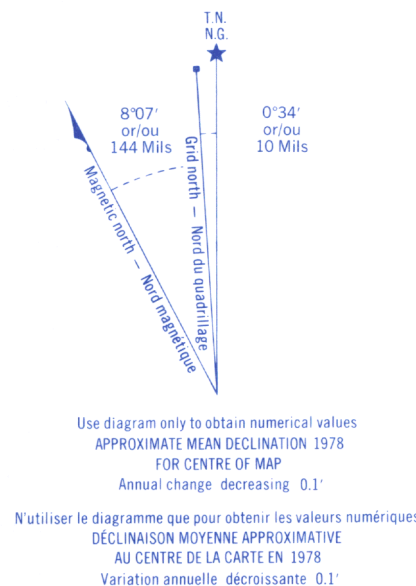 T.N.
N.G.
8°07′
or/ou
144 Mils
0°34′
or/ou
10 Mils
Magnetic north — Nord magnétique
Grid north — Nord du quadrillage
Use diagram only to obtain numerical values
APPROXIMATE MEAN DECLINATION 1978
FOR CENTRE OF MAP
Annual change decreasing 0.1′
N'utiliser le diagramme que pour obtenir les valeurs numériques
DÉCLINAISON MOYENNE APPROXIMATIVE
AU CENTRE DE LA CARTE EN 1978
Variation annuelle décroissante 0.1′